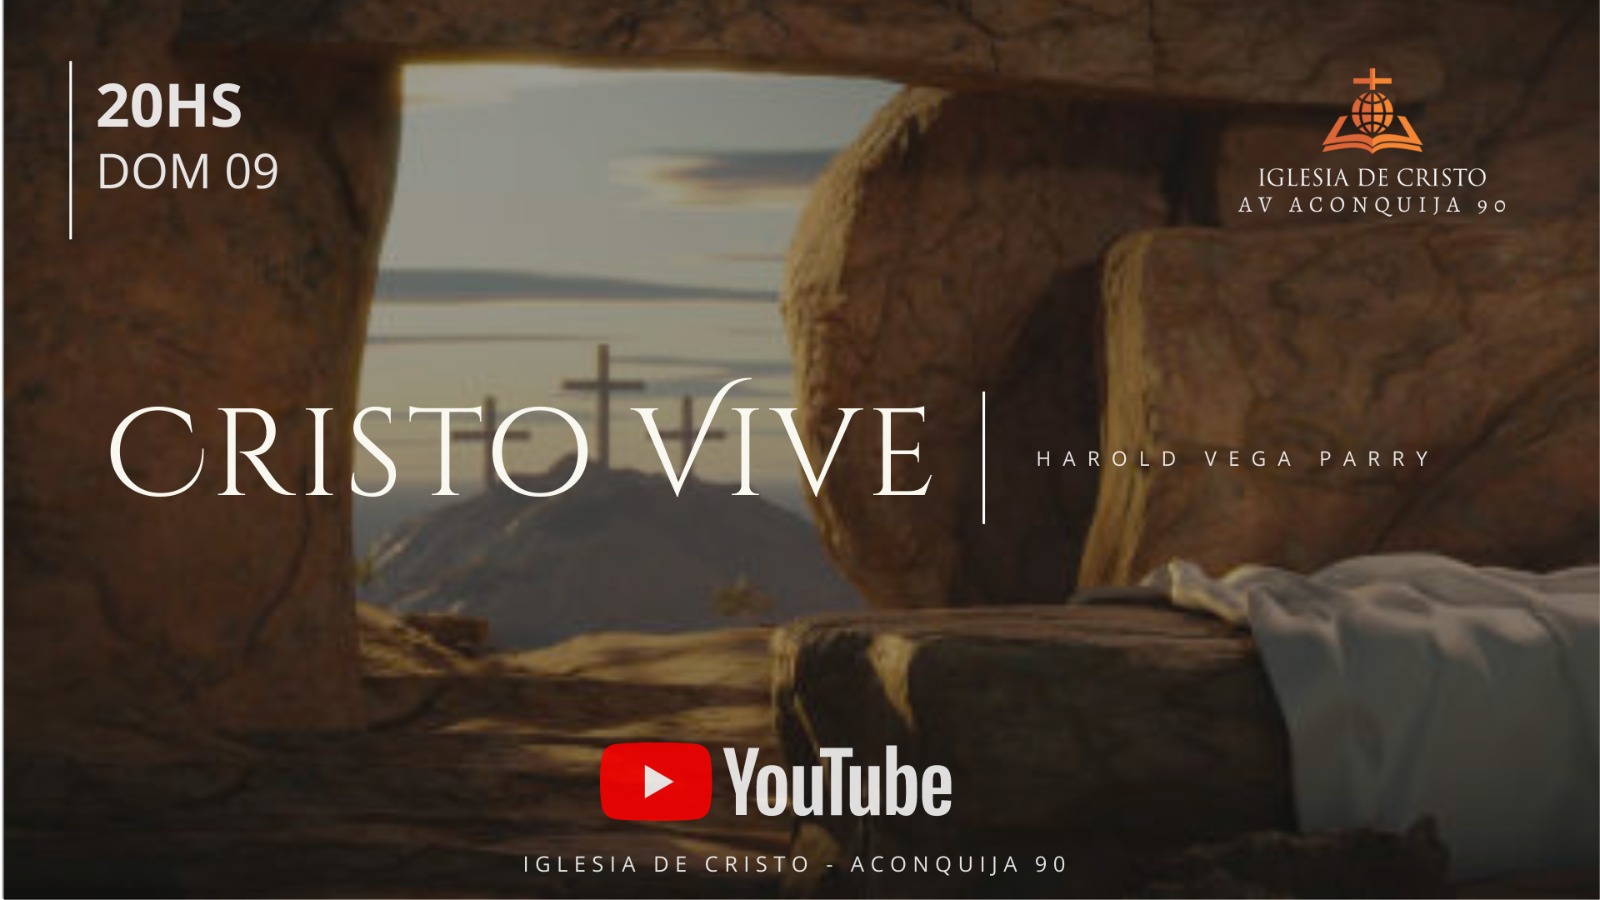 20HS
DOM 09
IGLESIA DE CRISTO
AV ACONQUIJA 90
CRISTO VIVE
HAROLD VEGA PARRY
YouTube
IGLESIA DE CRISTO - ACONQUIJA 90